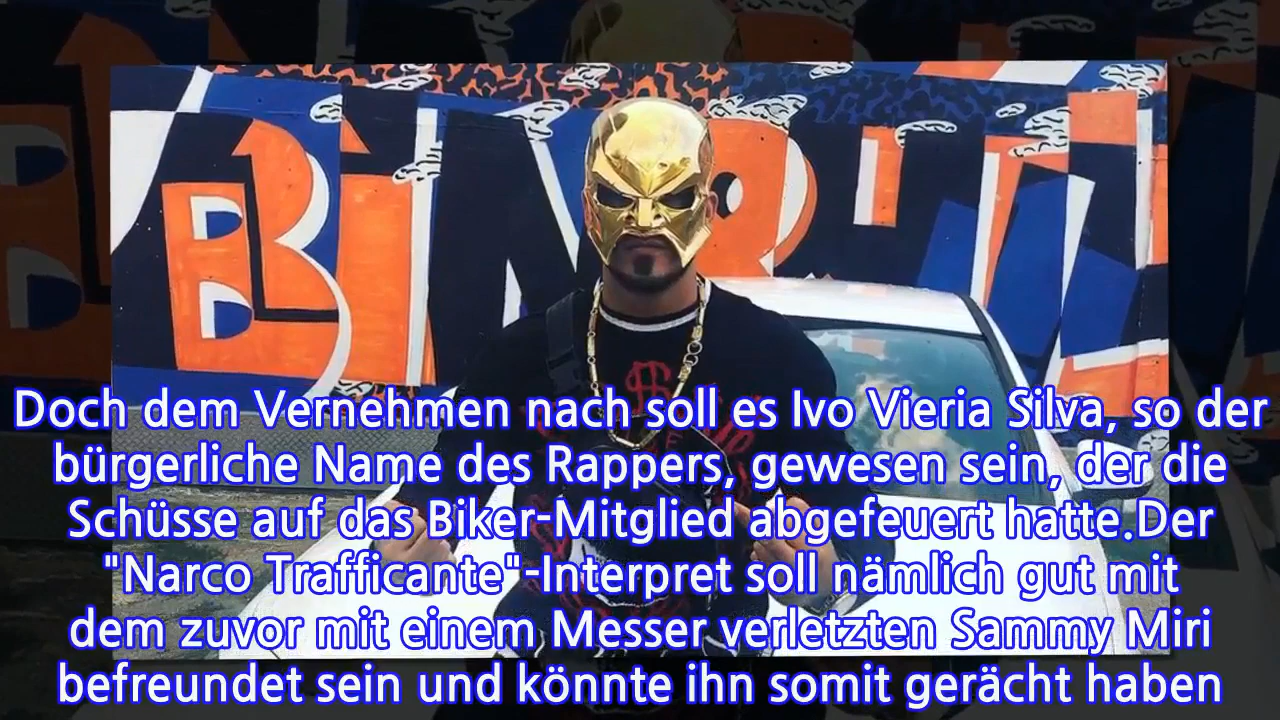 Doch dem Vernehmen nach soll es Ivo Vieria Silva, so der
bürgerliche Name des Rappers, gewesen sein, der die
Schüsse auf das Biker-Mitglied abgefeuert hatte.Der
"Narco Trafficante"-Interpret soll nämlich gut mit
dem zuvor mit einem Messer verletzten Sammy Miri
befreundet sein und könnte ihn somit gerächt haben